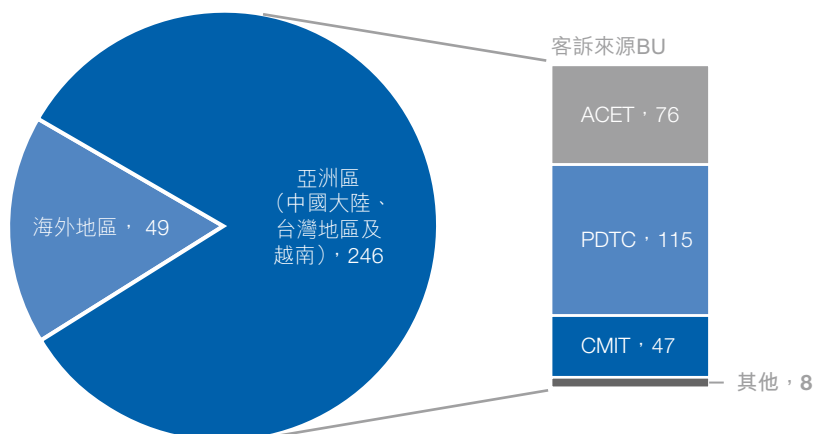 客訴來源BU
ACET，76
亞洲區
（中國大陸、
台灣地區及
越南），246
海外地區， 49
PDTC，115
CMIT，47
其他，8